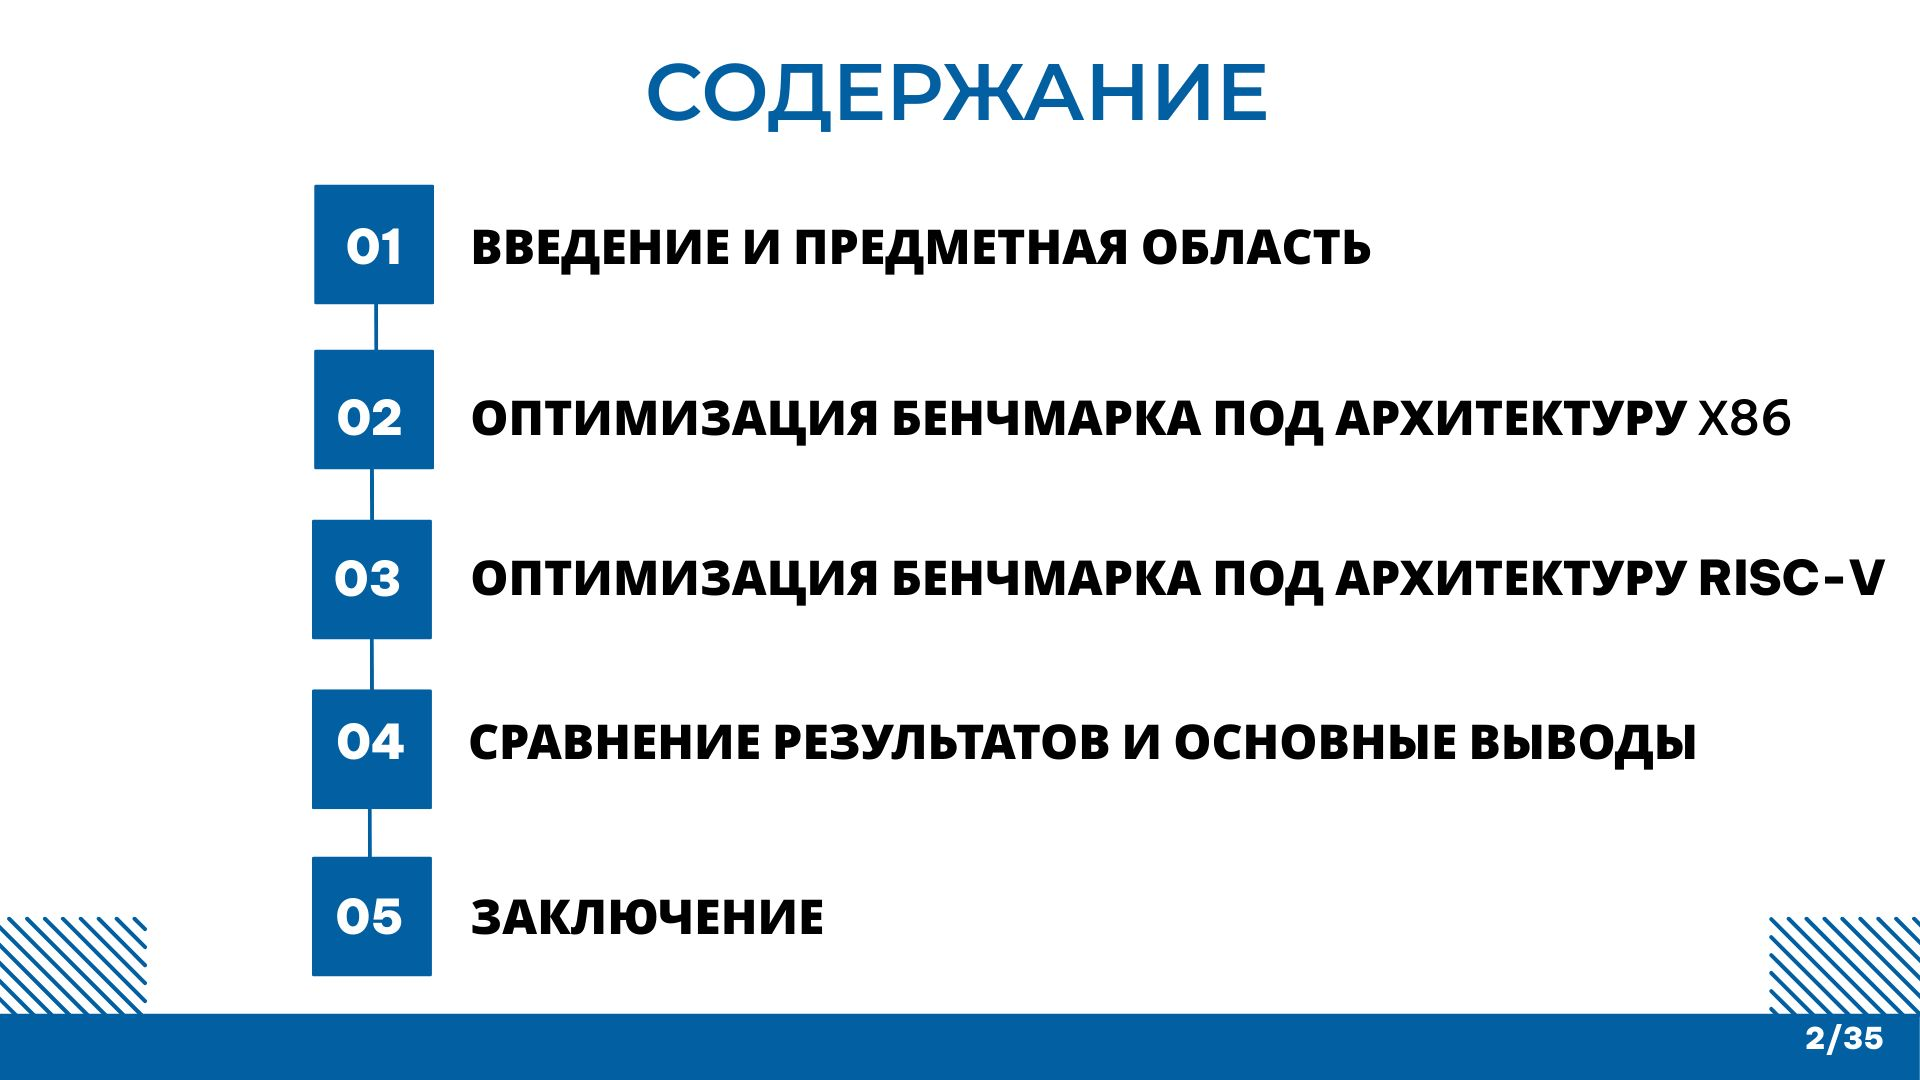 СОДЕРЖАНИЕ
01 ВВЕДЕНИЕ И ПРЕДМЕТНАЯ ОБЛАСТЬ
02 ОПТИМИЗАЦИЯ БЕНЧМАРКА ПОД АРХИТЕКТУРУ X86
03 ОПТИМИЗАЦИЯ БЕНЧМАРКА ПОД АРХИТЕКТУРУ RISC-V
04 СРАВНЕНИЕ РЕЗУЛЬТАТОВ И ОСНОВНЫЕ ВЫВОДЫ
05 ЗАКЛЮЧЕНИЕ
2/35